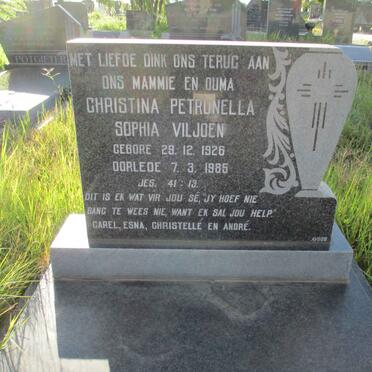 POTGIETER
MET LIEFDE DINK ONS TERUG AAN
ONS MAMMIE EN OUMA
CHRISTINA PETRONELLA
SOPHIA VILJOEN
GEBORE 29. 12. 1926
OORLEDE 7. 3. 1985
JES. 41: 13.
DIT IS EK WAT VIR JOU SÊ, "JY HOEF NIE
BANG TE WEES NIE, WANT EK SAL JOU HELP."
CAREL, ESNA, CHRISTELLE EN ANDRÉ.